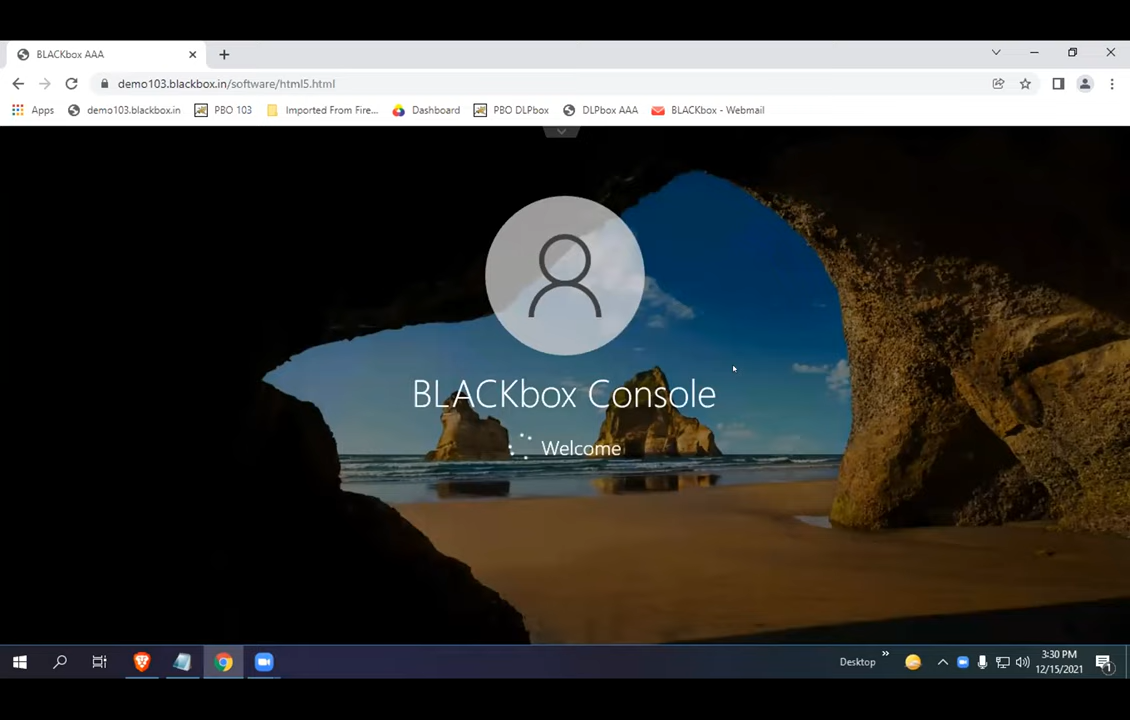 BLACKbox AAA
demo103.blackbox.in/software/html5.html
Apps demo103.blackbox.in PBO 103 Imported From Fire... Dashboard PBO DLPbox DLPbox AAA BLACKbox - Webmail
BLACKbox Console
Welcome
Desktop
3:30 PM
12/15/2021
1